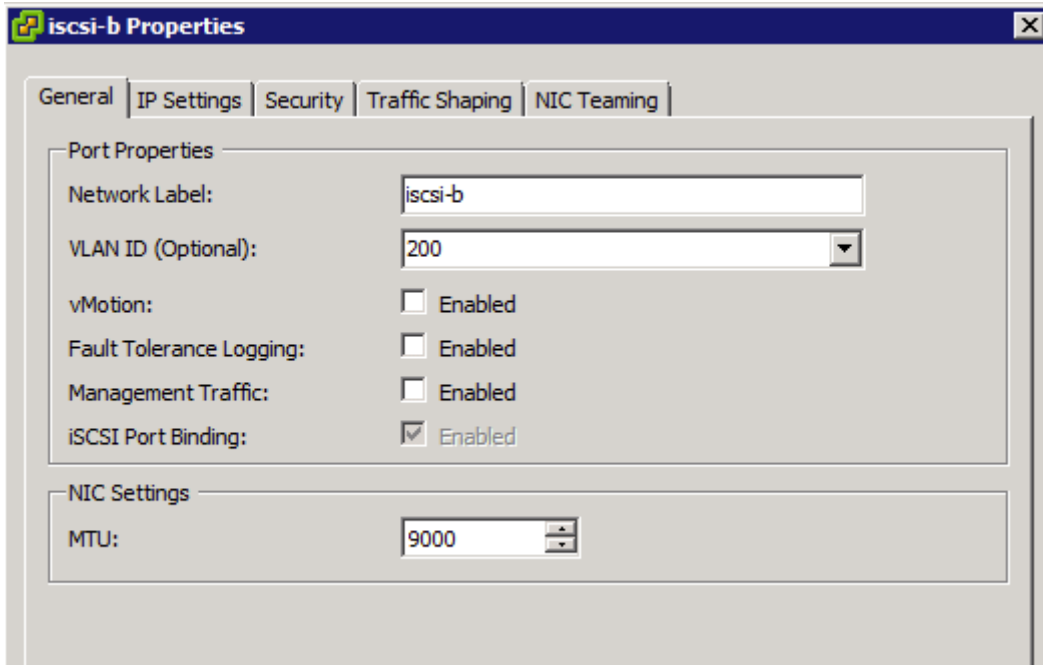 iscsi-b Properties
General IP Settings Security Traffic Shaping NIC Teaming
Port Properties
Network Label: iscsi-b
VLAN ID (Optional): 200
vMotion: Enabled
Fault Tolerance Logging: Enabled
Management Traffic: Enabled
iSCSI Port Binding: Enabled
NIC Settings
MTU: 9000